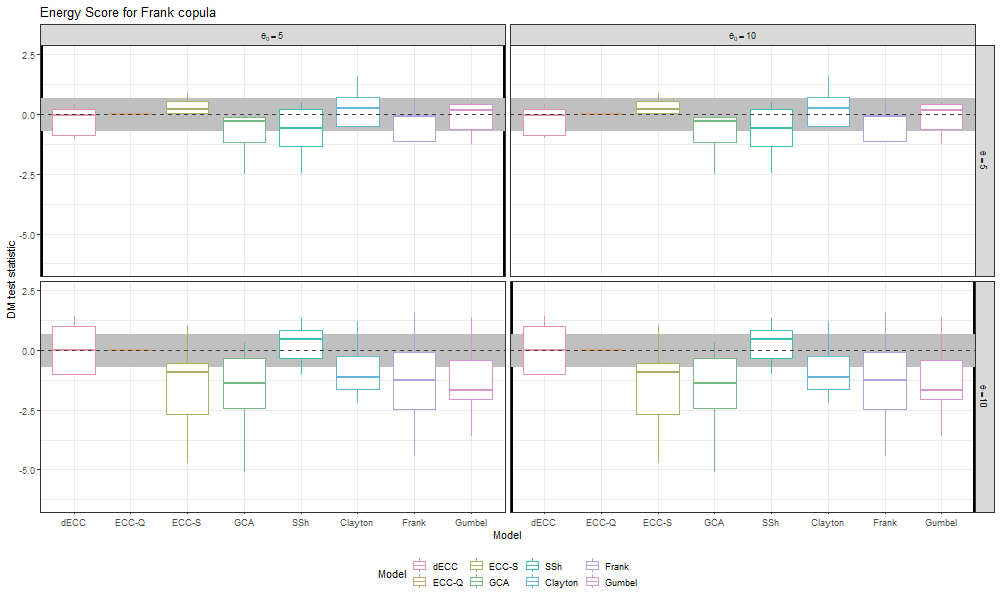 Energy Score for Frank copula
θ₀ = 5
θ₀ = 10
2.5
0.0
-2.5
-5.0
θ = 5
2.5
0.0
-2.5
-5.0
θ = 10
DM test statistic
dECC ECC-Q ECC-S GCA SSh Clayton Frank Gumbel
dECC ECC-Q ECC-S GCA SSh Clayton Frank Gumbel
Model
Model
dECC ECC-S SSh Frank
ECC-Q GCA Clayton Gumbel